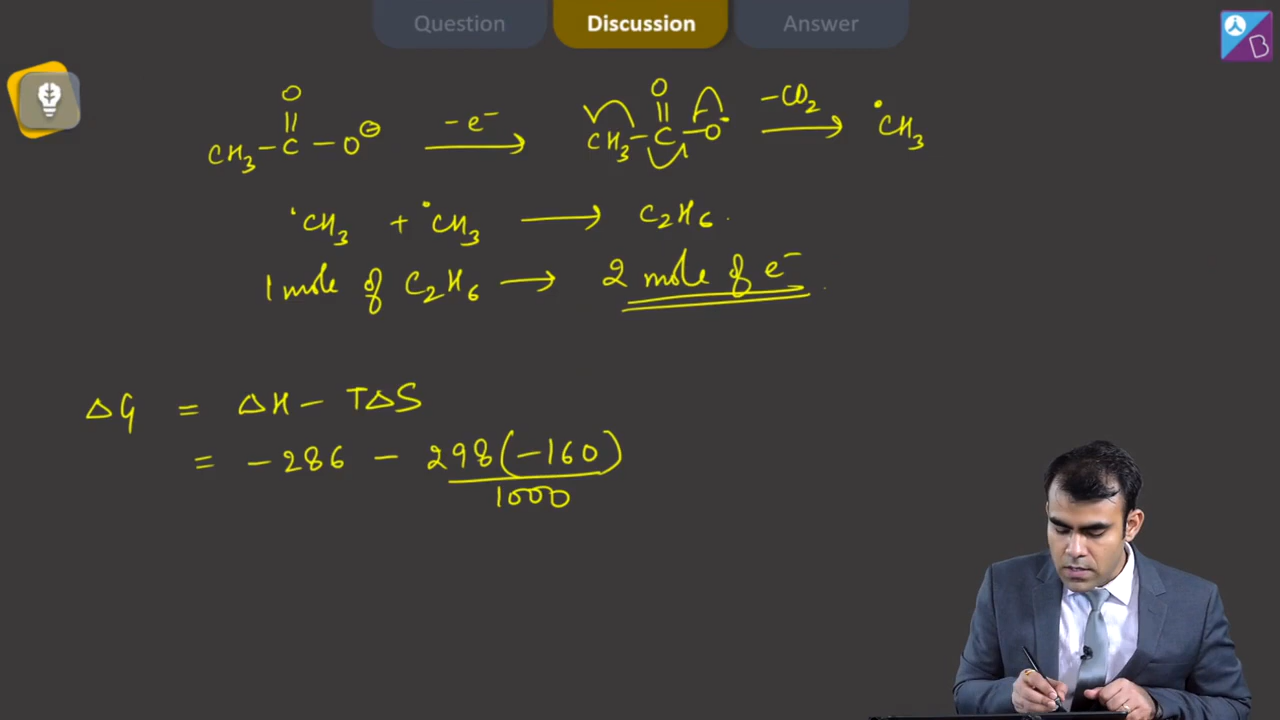 Question Discussion Answer
O O
CH₃ – C – O⊖ –e⁻ → CH₃ – C – O• –CO₂ → •CH₃
•CH₃ + •CH₃ → C₂H₆.
1 mole of C₂H₆ → 2 mole of e⁻
ΔG = ΔH – TΔS
= –286 – 298(–160)
1000
B